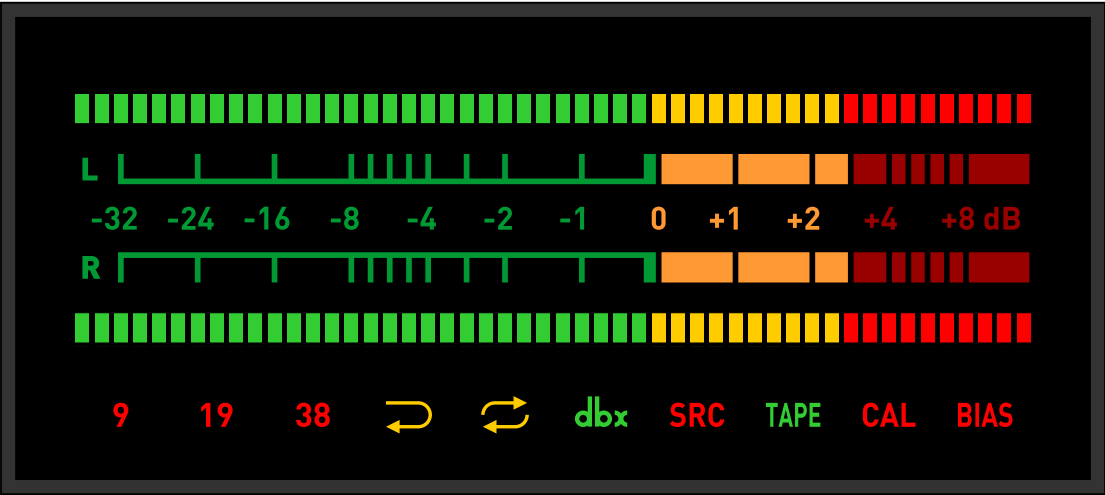 L
-32 -24 -16 -8 -4 -2 -1 0 +1 +2 +4 +8 dB
R
9 19 38 dbx SRC TAPE CAL BIAS